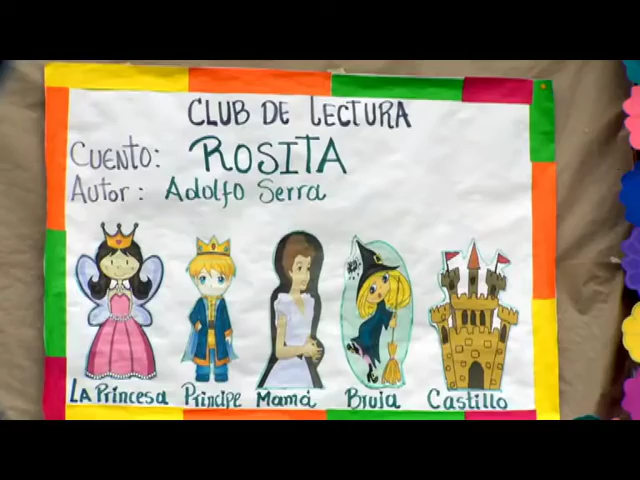 CLUB DE LECTURA
CUENTO: ROSITA
Autor: Adolfo Serra
LA Princesa Principe Mamá Bruja Castillo